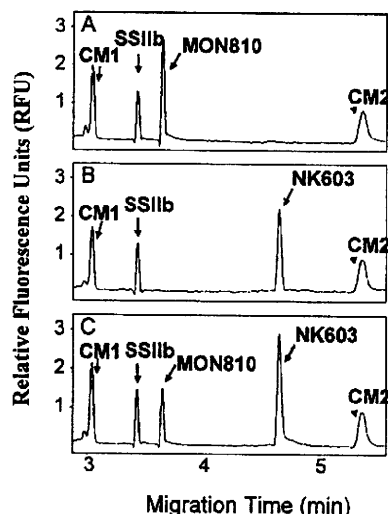 A
3
2
1
CM1
SSIIb
MON810
CM2
B
3
2
1
CM1
SSIIb
NK603
CM2
C
3
2
1
CM1
SSIIb
MON810
NK603
CM2
3 4 5
Migration Time (min)
Relative Fluorescence Units (RFU)